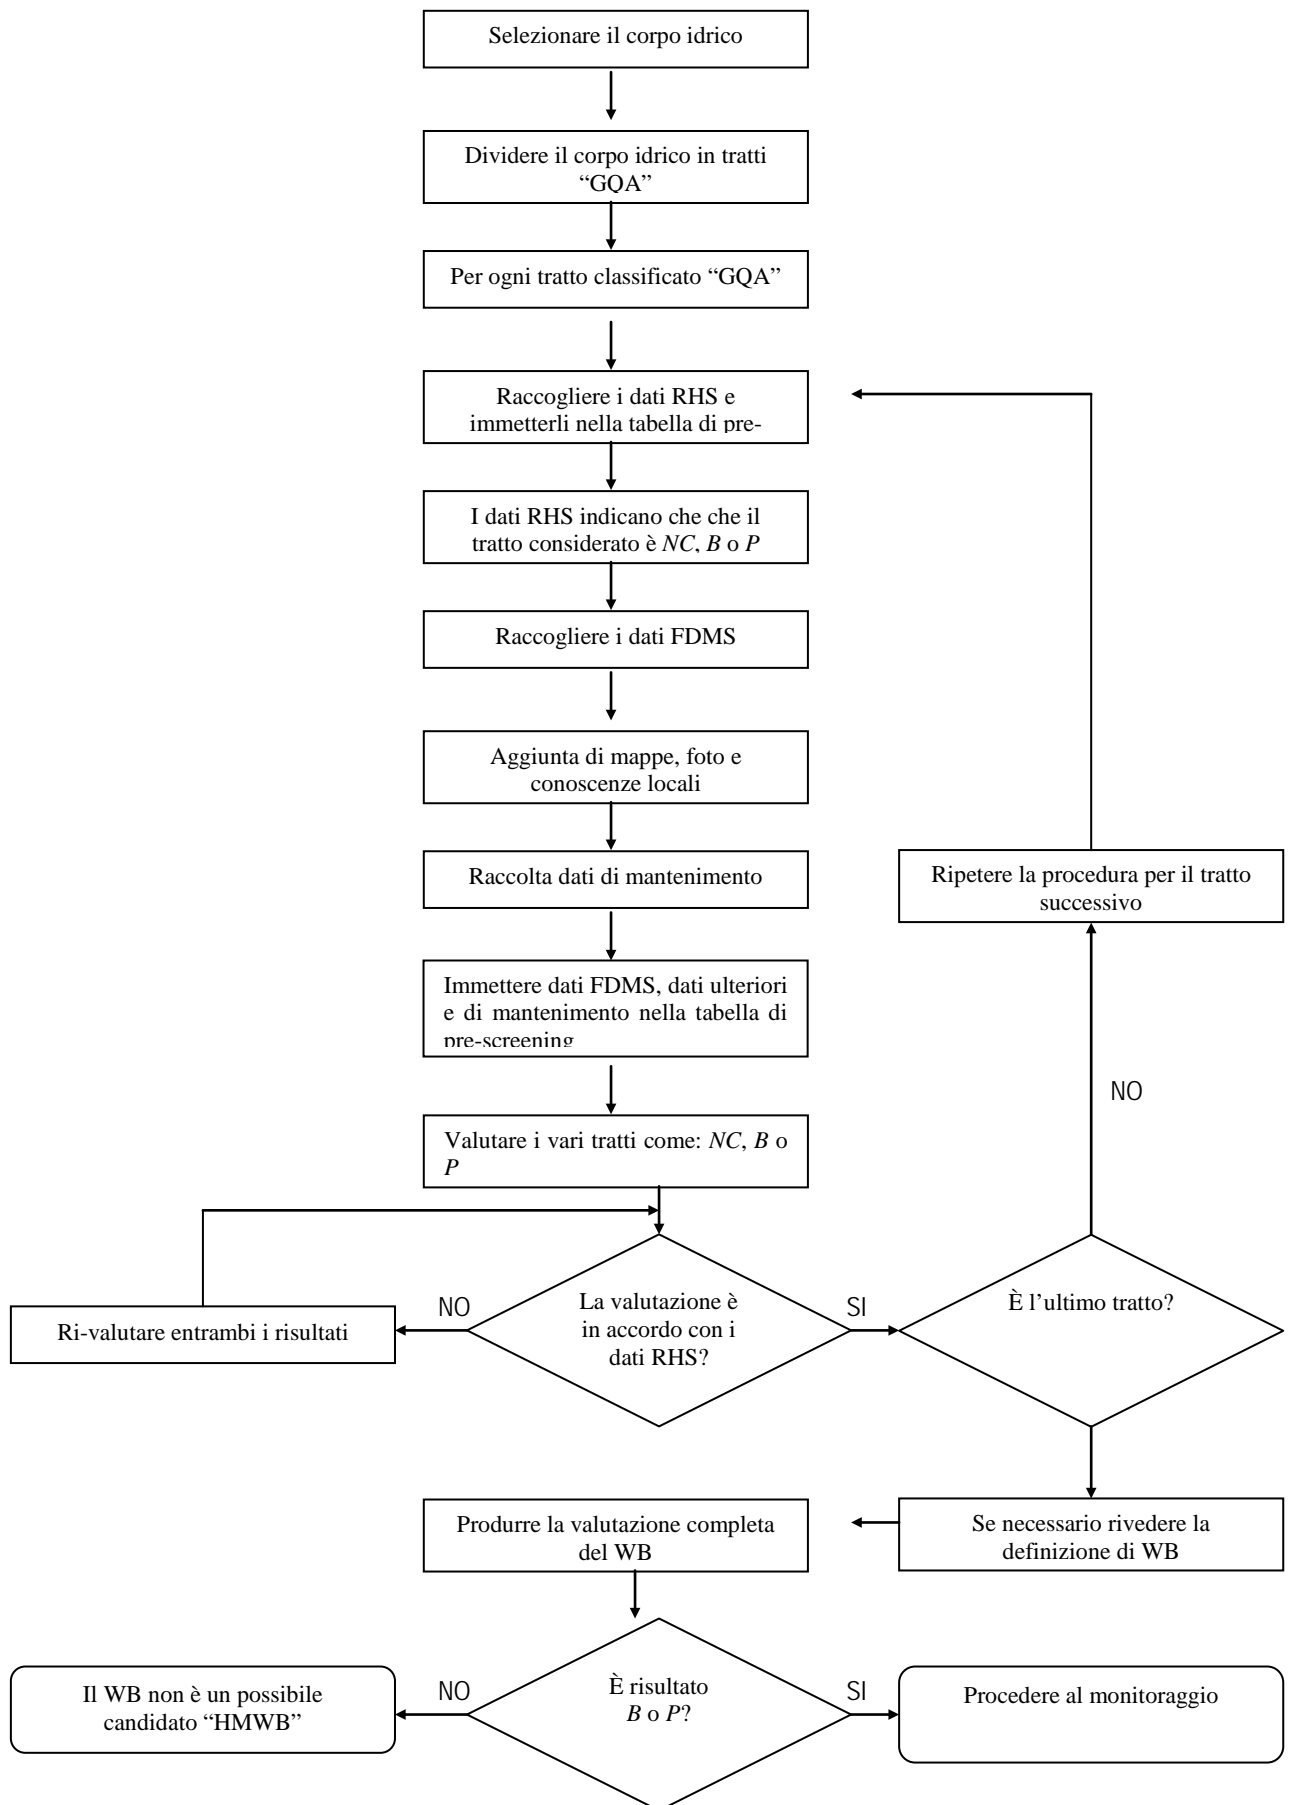 Selezionare il corpo idrico
Dividere il corpo idrico in tratti
“GQA”
Per ogni tratto classificato “GQA”
Raccogliere i dati RHS e
immetterli nella tabella di pre-
I dati RHS indicano che che il
tratto considerato è NC, B o P
Raccogliere i dati FDMS
Aggiunta di mappe, foto e
conoscenze locali
Raccolta dati di mantenimento
Ripetere la procedura per il tratto
successivo
Immettere dati FDMS, dati ulteriori
e di mantenimento nella tabella di
pre-screening
NO
Valutare i vari tratti come: NC, B o
P
Ri-valutare entrambi i risultati
NO
La valutazione è
in accordo con i
dati RHS?
SI
È l’ultimo tratto?
Produrre la valutazione completa
del WB
Se necessario rivedere la
definizione di WB
Il WB non è un possibile
candidato “HMWB”
NO
È risultato
B o P?
SI
Procedere al monitoraggio